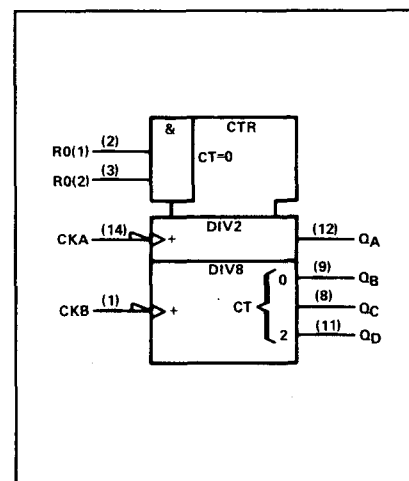 & CTR
R0(1) (2)
CT=0
R0(2) (3)
DIV2
CKA (14) + (12) QA
DIV8
0 (9) QB
CKB (1) + CT (8) QC
2 (11) QD